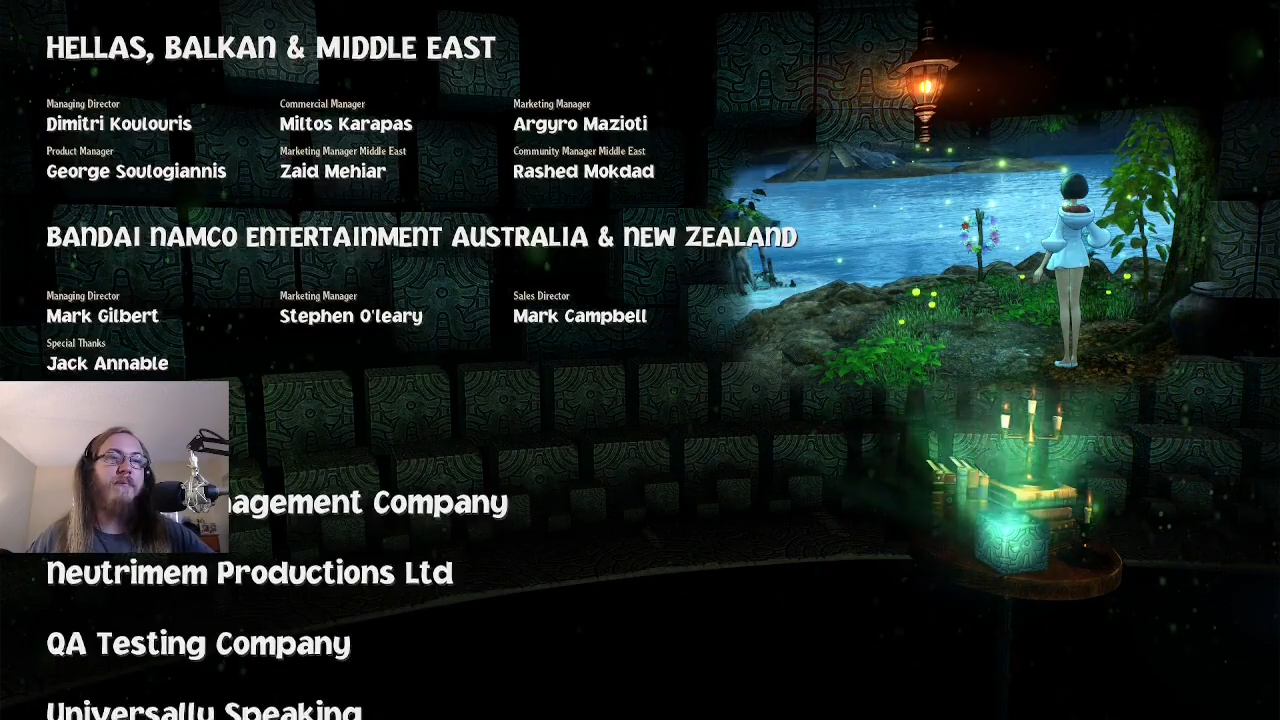 HELLAS, BALKAN & MIDDLE EAST
Managing Director Commercial Manager Marketing Manager
Dimitri Koulouris Miltos Karapas Argyro Mazioti
Product Manager Marketing Manager Middle East Community Manager Middle East
George Soulogiannis Zaid Mehiar Rashed Mokdad
BANDAI NAMCO ENTERTAINMENT AUSTRALIA & NEW ZEALAND
Managing Director Marketing Manager Sales Director
Mark Gilbert Stephen O'leary Mark Campbell
Special Thanks
Jack Annable
nagement Company
Neutrimem Productions Ltd
QA Testing Company
Universally Speaking